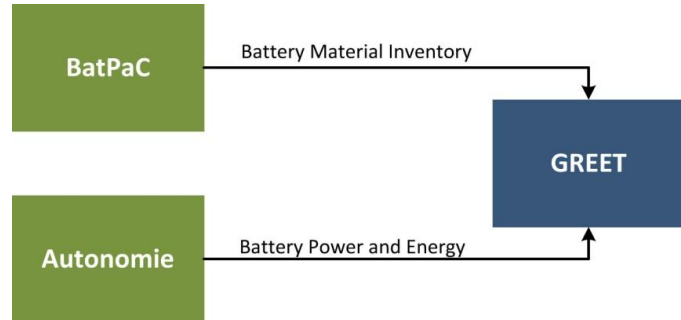 BatPaC
Battery Material Inventory
GREET
Autonomie
Battery Power and Energy